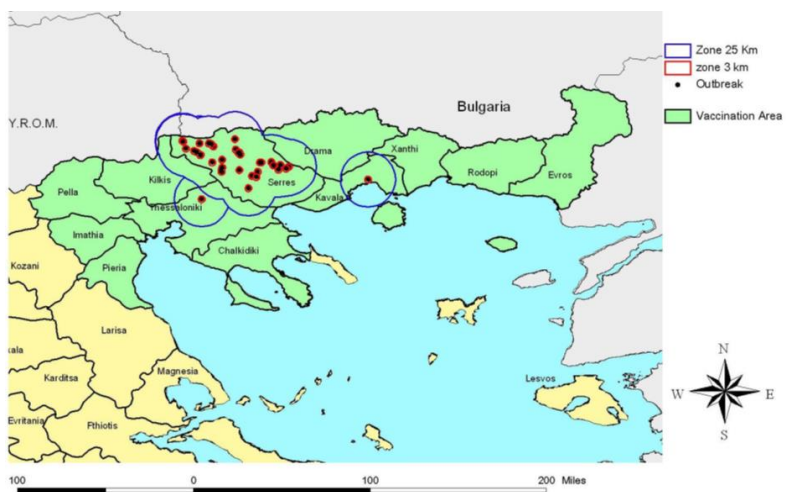 Zone 25 Km
zone 3 km
Outbreak
Vaccination Area
Bulgaria
Y.R.O.M.
Drama
Xanthi
Rodopi
Evros
Kilkis
Serres
Kavala
Pella
Thessaloniki
Imathia
Chalkidiki
Pieria
Kozani
Larisa
ala
Karditsa
Magnesia
Lesvos
Evritania
Fthiotis
N
W
E
S
100
0
100
200 Miles